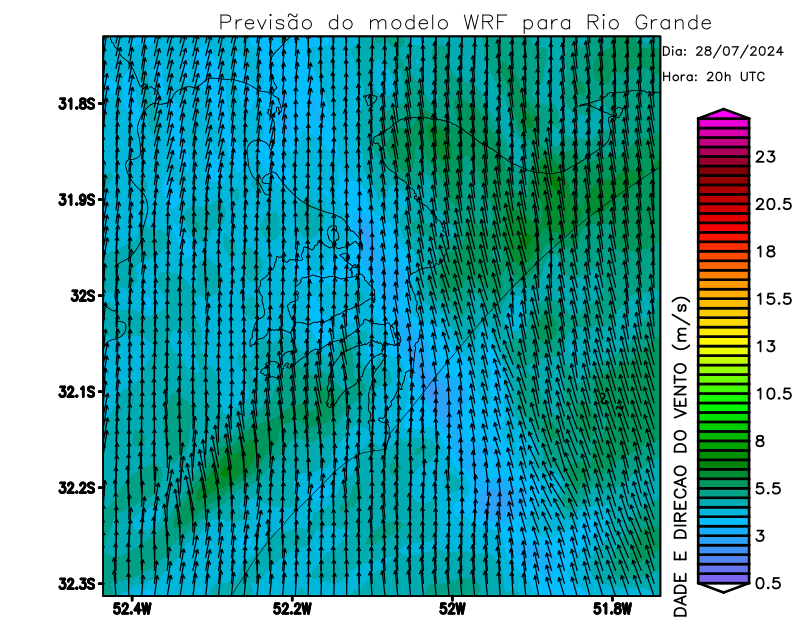 Previsão do modelo WRF para Rio Grande
Dia: 28/07/2024
Hora: 20h UTC
31.8S
31.9S
32S
32.1S
32.2S
32.3S
52.4W
52.2W
52W
51.8W
23
20.5
18
15.5
13
10.5
8
5.5
3
0.5
DADE E DIRECAO DO VENTO (m/s)